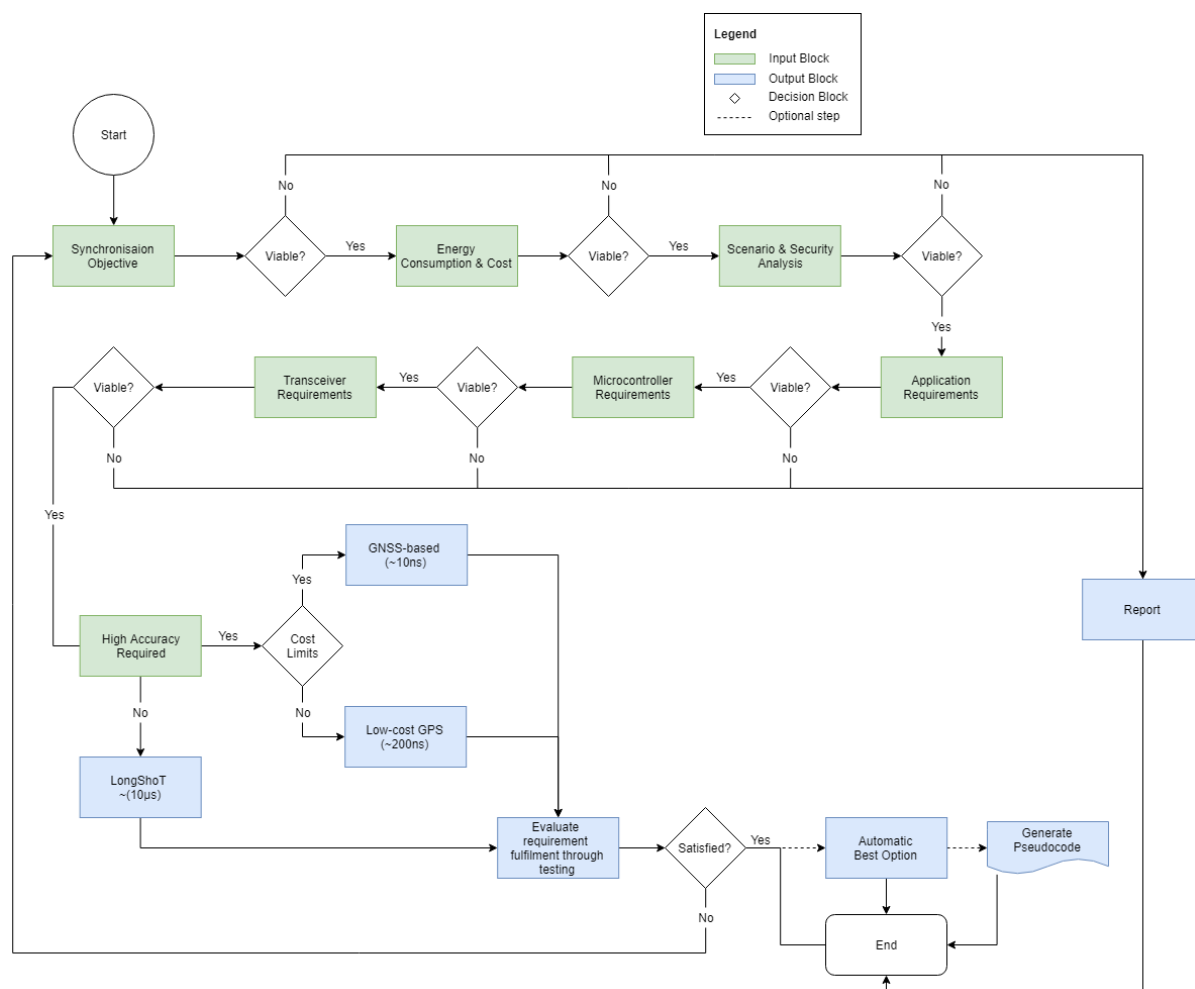 Legend
Input Block
Output Block
Decision Block
Optional step
Start
No
No
No
Synchronisaion
Objective
Viable?
Yes
Energy
Consumption & Cost
Viable?
Yes
Scenario & Security
Analysis
Viable?
Yes
Viable?
Transceiver
Requirements
Yes
Viable?
Microcontroller
Requirements
Yes
Viable?
Application
Requirements
No
No
No
Yes
GNSS-based
(~10ns)
Yes
High Accuracy
Required
Yes
Cost
Limits
Report
No
No
Low-cost GPS
(~200ns)
LongShoT
~(10µs)
Evaluate
requirement
fulfilment through
testing
Satisfied?
Yes
Automatic
Best Option
Generate
Pseudocode
No
End